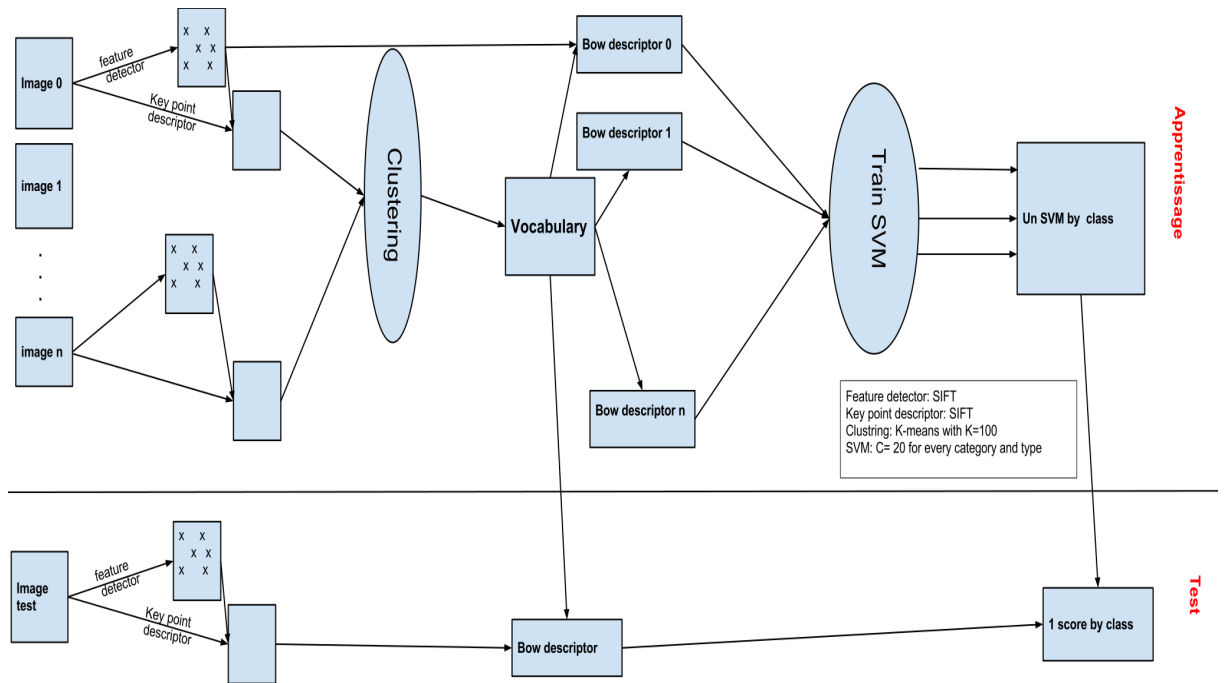 Image 0
feature
detector
x x
x x
x x
Key point
descriptor
image 1
.
.
.
.
image n
x x
x x
x x
Clustering
Vocabulary
Bow descriptor 0
Bow descriptor 1
Bow descriptor n
Train SVM
Un SVM by class
Apprentissage
Feature detector: SIFT
Key point descriptor: SIFT
Clustring: K-means with K=100
SVM: C= 20 for every category and type
Image
test
feature
detector
x x
x x
x x
Key point
descriptor
Bow descriptor
1 score by class
Test